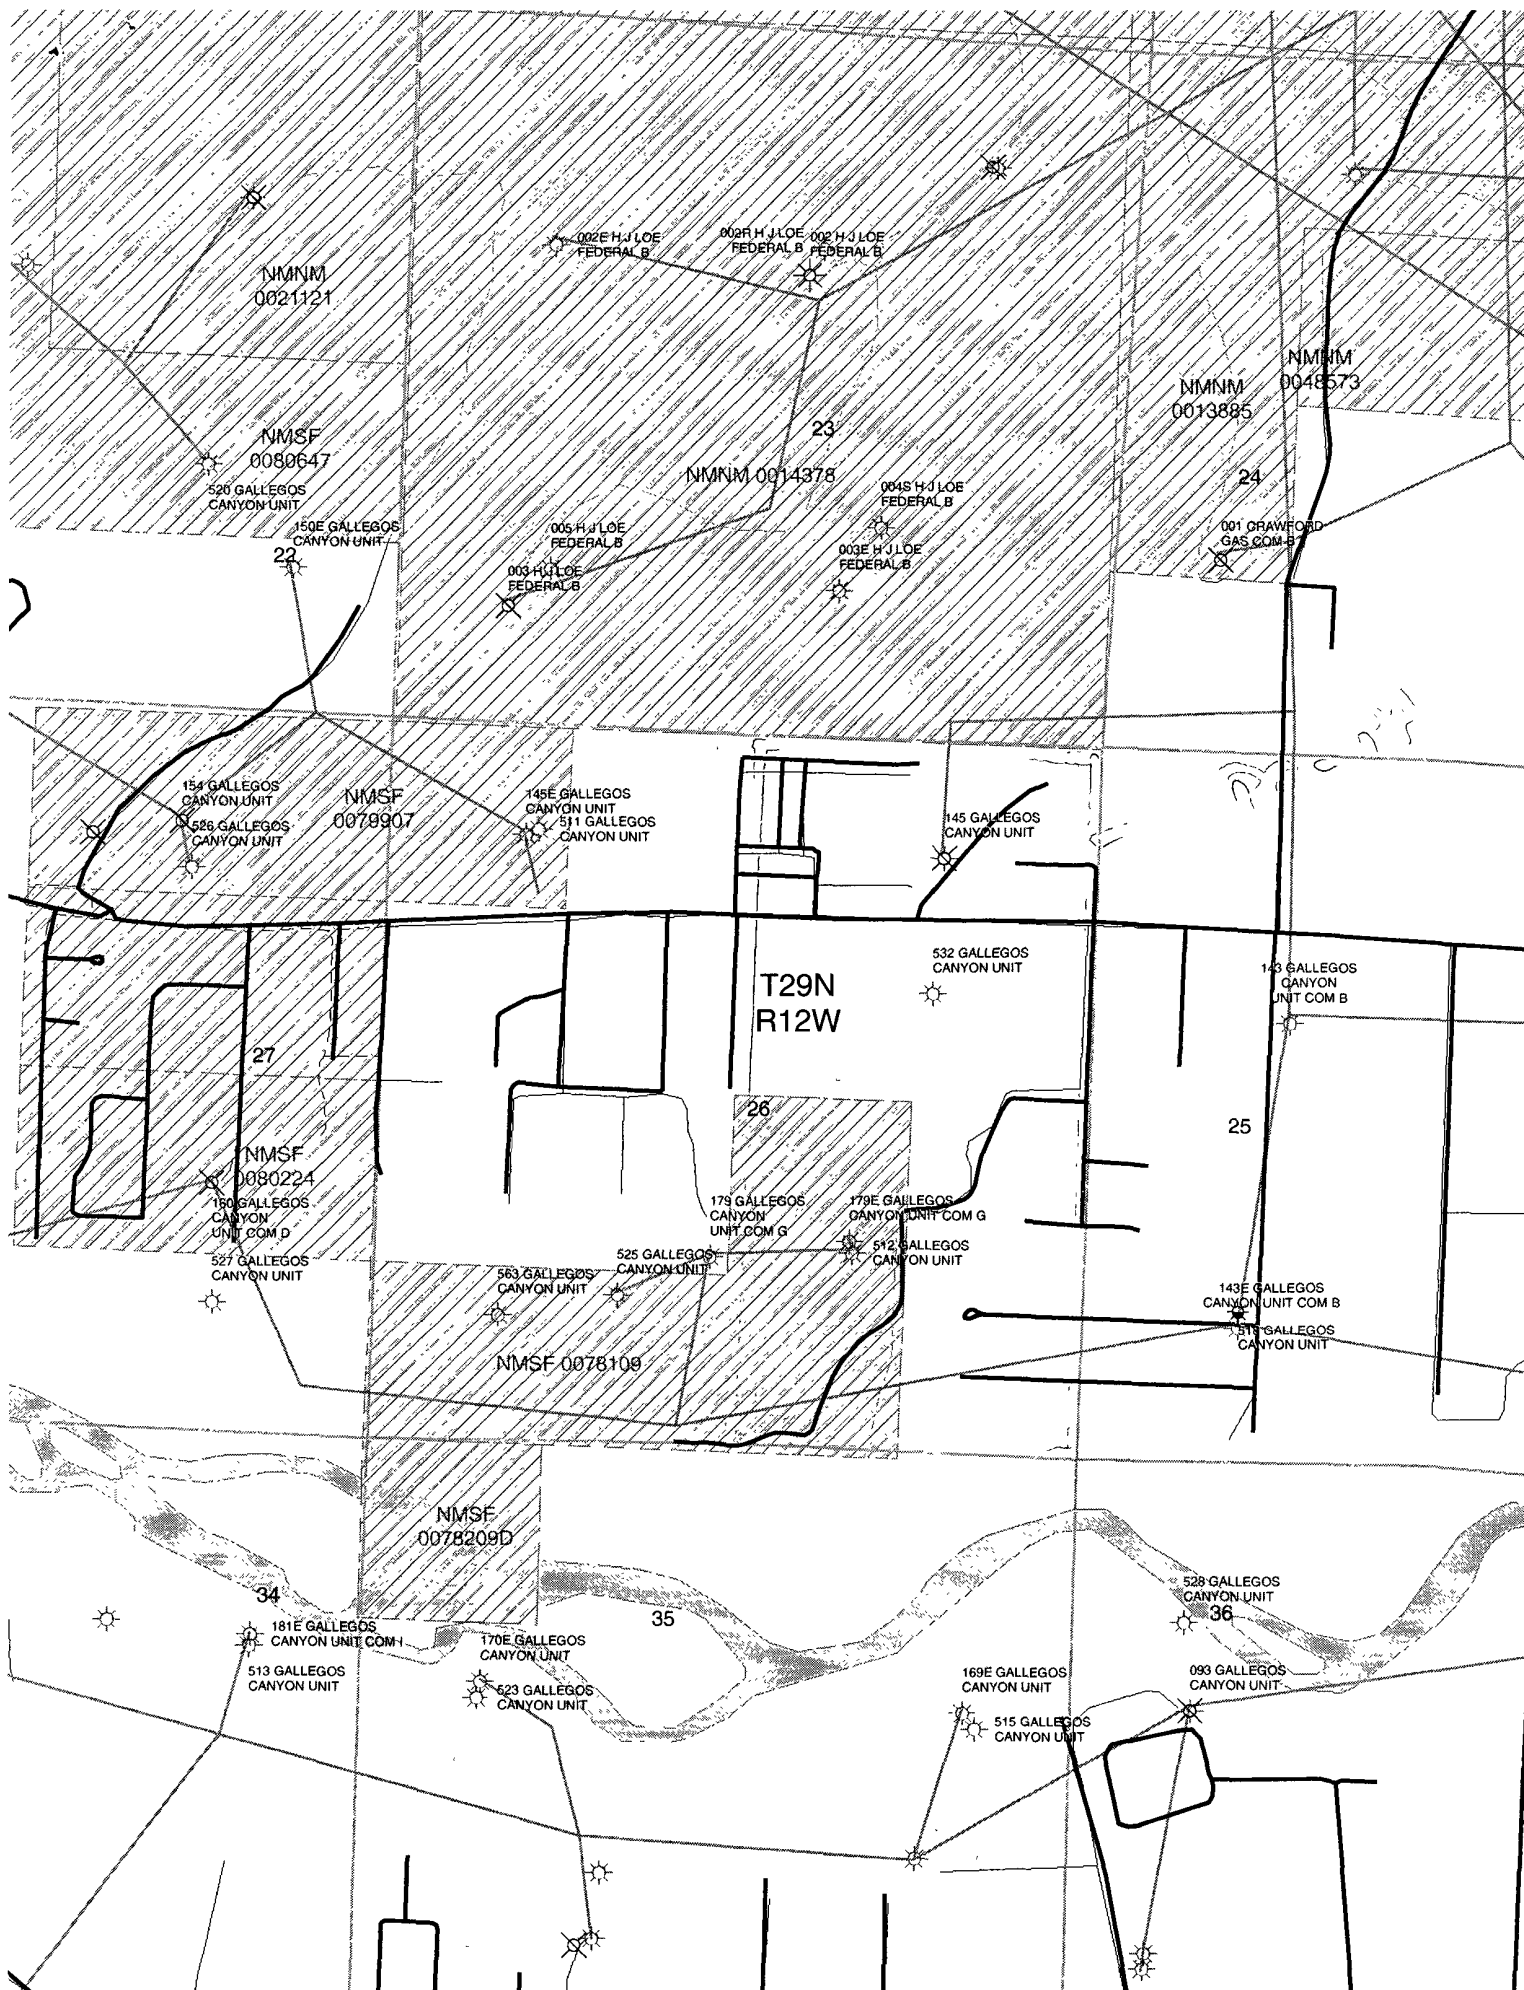 002E H J LOE
FEDERAL B
002R H J LOE
FEDERAL B
002 H J LOE
FEDERAL B
NMNM
0021121
NMNM
0048573
NMNM
0013885
23
NMSF
0080647
NMNM 0014378
24
520 GALLEGOS
CANYON UNIT
004S H J LOE
FEDERAL B
150E GALLEGOS
CANYON UNIT
22
005 H J LOE
FEDERAL B
001 CRAWFORD
GAS COM B
003E H J LOE
FEDERAL B
003 H J LOE
FEDERAL B
154 GALLEGOS
CANYON UNIT
NMSF
0079907
145E GALLEGOS
CANYON UNIT
511 GALLEGOS
CANYON UNIT
526 GALLEGOS
CANYON UNIT
145 GALLEGOS
CANYON UNIT
532 GALLEGOS
CANYON UNIT
T29N
R12W
143 GALLEGOS
CANYON
UNIT COM B
27
26
25
NMSF
0080224
160 GALLEGOS
CANYON
UNIT COM D
179 GALLEGOS
CANYON
UNIT COM G
179E GALLEGOS
CANYON UNIT COM G
512 GALLEGOS
CANYON UNIT
527 GALLEGOS
CANYON UNIT
525 GALLEGOS
CANYON UNIT
563 GALLEGOS
CANYON UNIT
143E GALLEGOS
CANYON UNIT COM B
GALLEGOS
CANYON UNIT
NMSF 0078109
NMSF
0078209D
34
35
528 GALLEGOS
CANYON UNIT
36
181E GALLEGOS
CANYON UNIT COM I
170E GALLEGOS
CANYON UNIT
513 GALLEGOS
CANYON UNIT
523 GALLEGOS
CANYON UNIT
169E GALLEGOS
CANYON UNIT
093 GALLEGOS
CANYON UNIT
515 GALLEGOS
CANYON UNIT